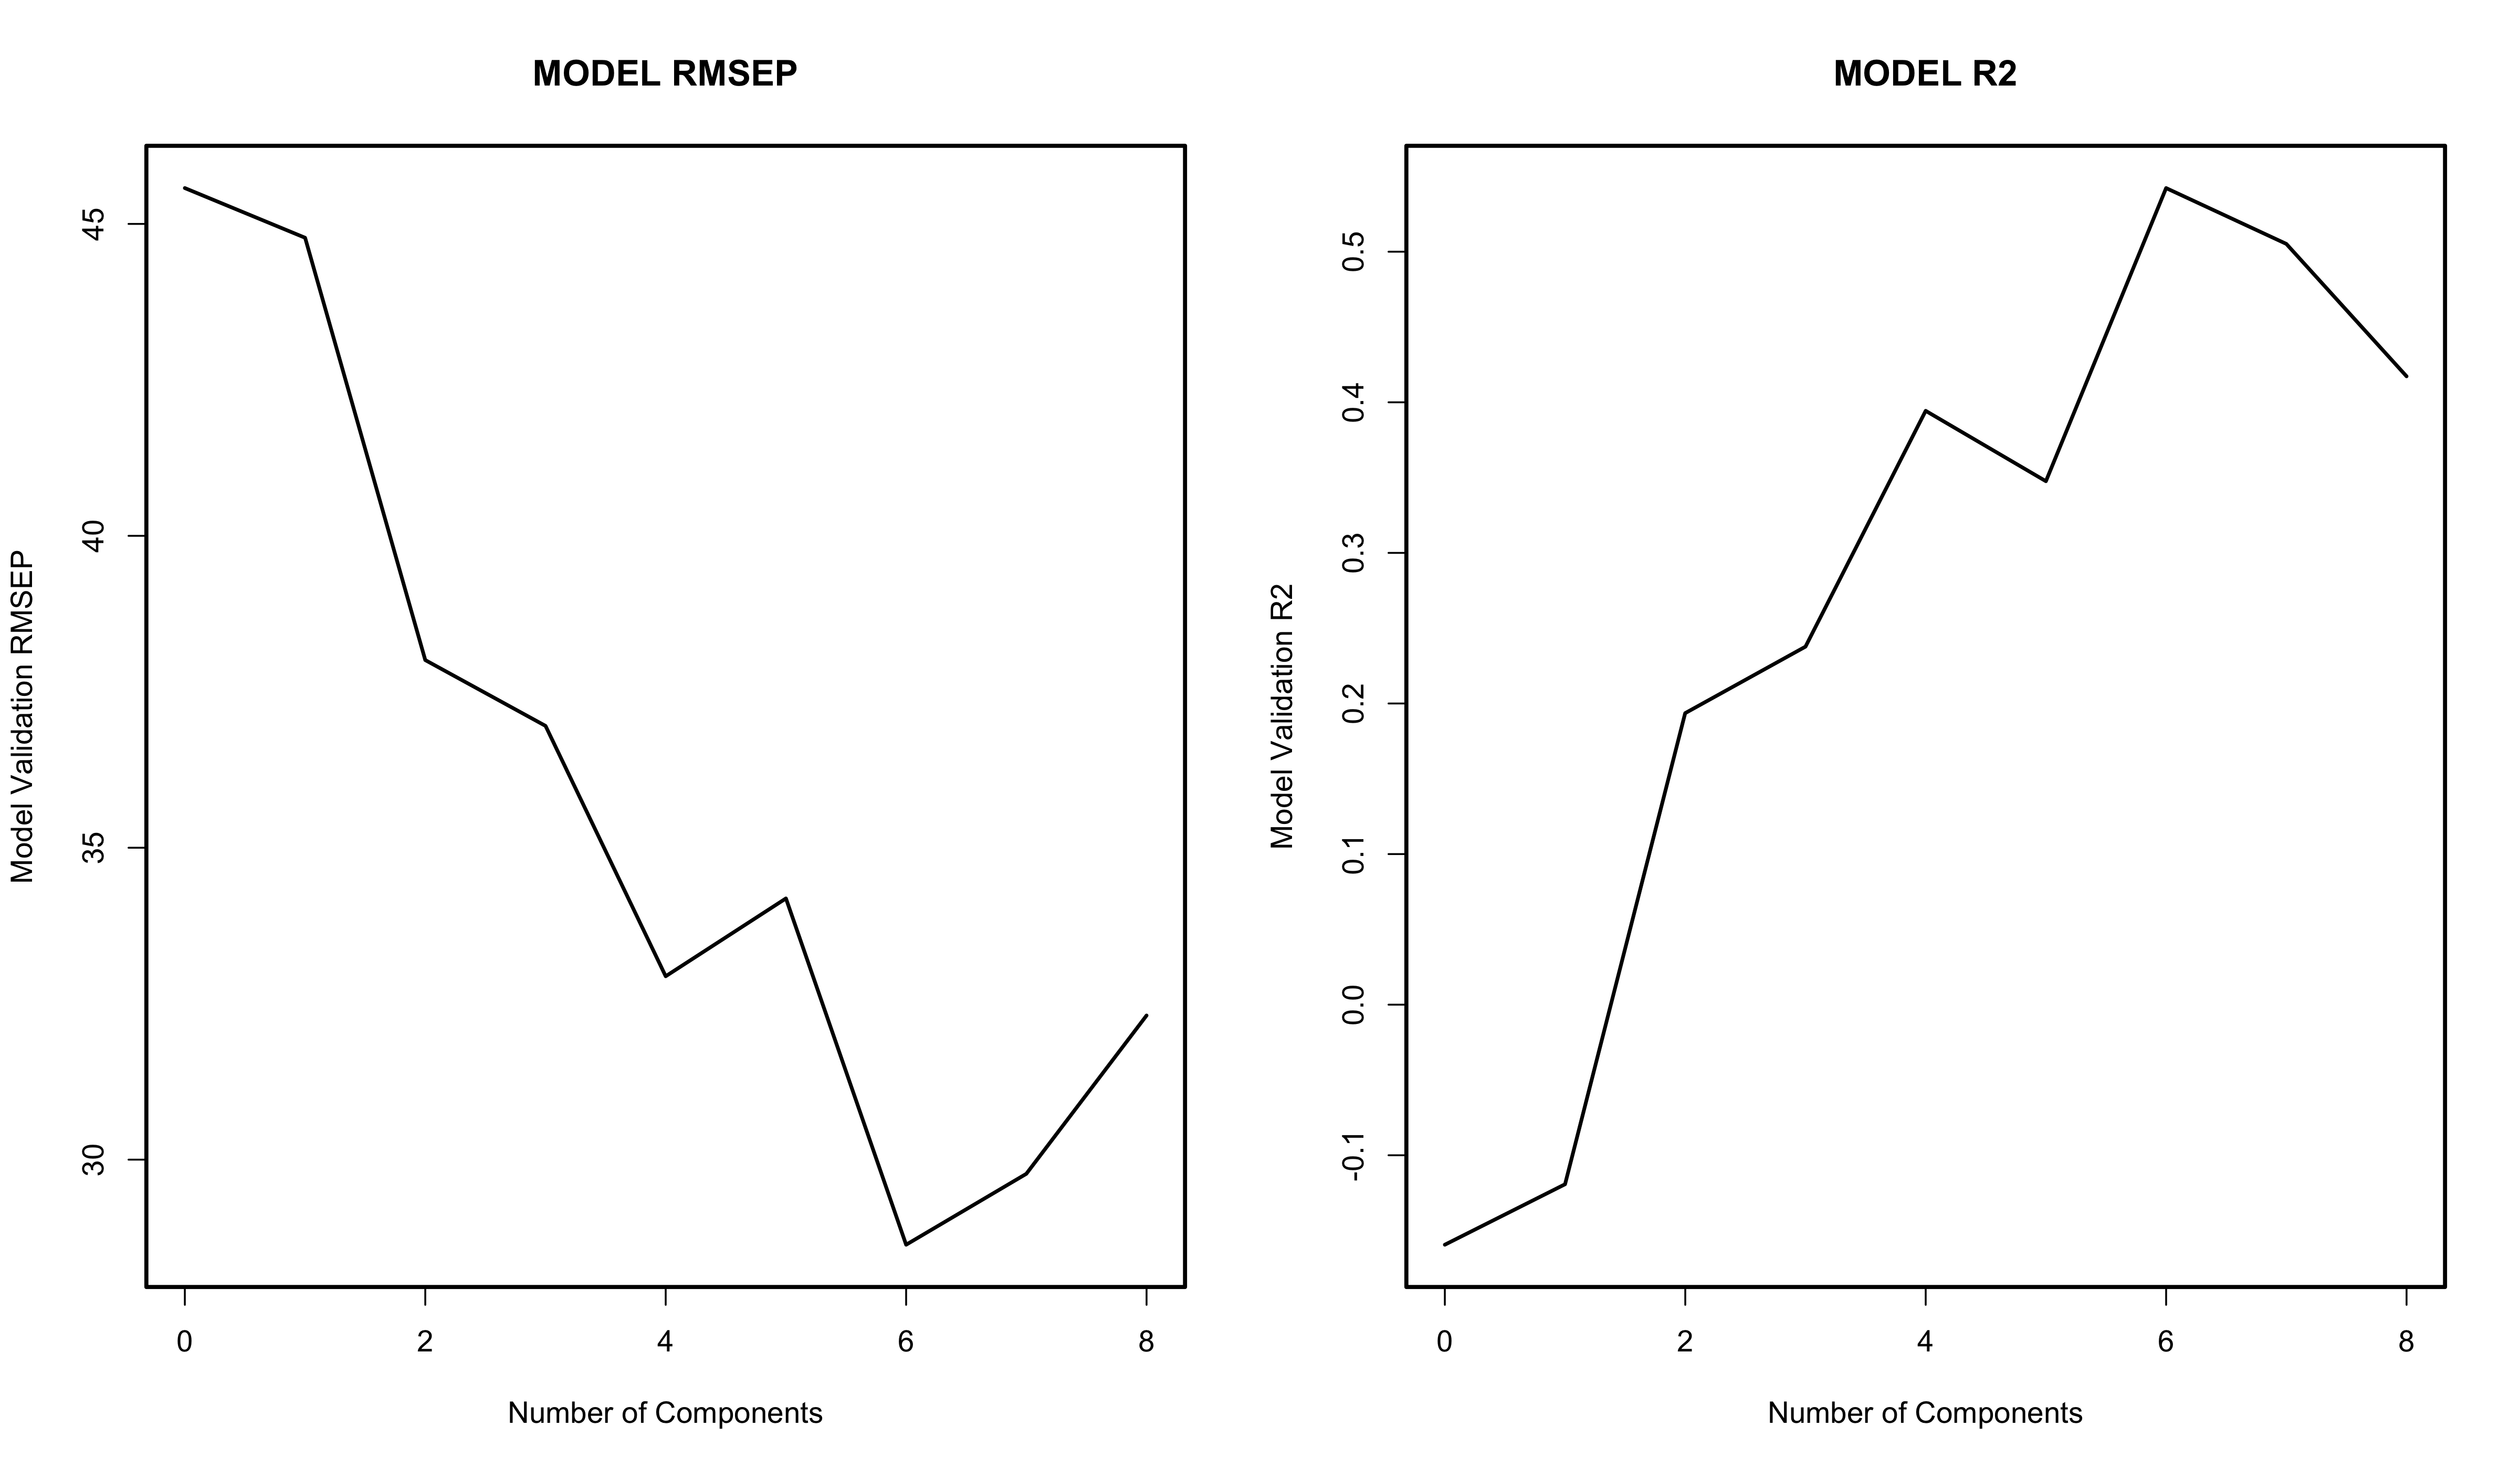 MODEL RMSEP
Model Validation RMSEP
45
40
35
30
0 2 4 6 8
Number of Components
MODEL R2
Model Validation R2
0.5
0.4
0.3
0.2
0.1
0.0
-0.1
0 2 4 6 8
Number of Components